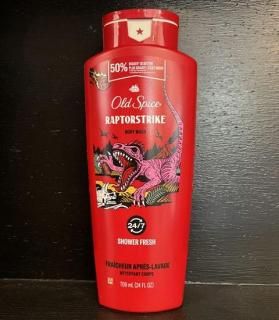 50%
Old Spice
RAPTORSTRIKE
BODY WASH
24/7
SHOWER FRESH
FRAÎCHEUR APRÈS-LAVAGE
NETTOYANT CORPS
709 mL (24 FL OZ)